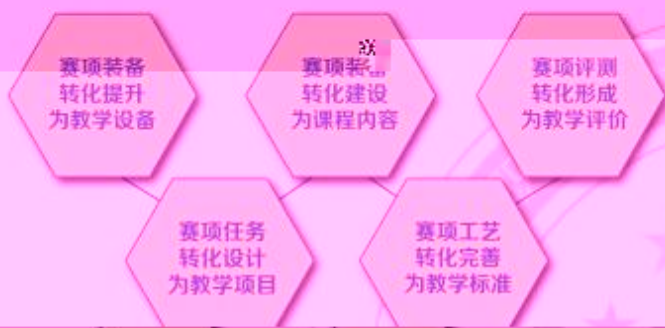 赛项装备
转化提升
为教学设备
赛项装
转化建设
为课程内容
赛项评测
转化形成
为教学评价
赛项任务
转化设计
为教学项目
赛项工艺
转化完善
为教学标准